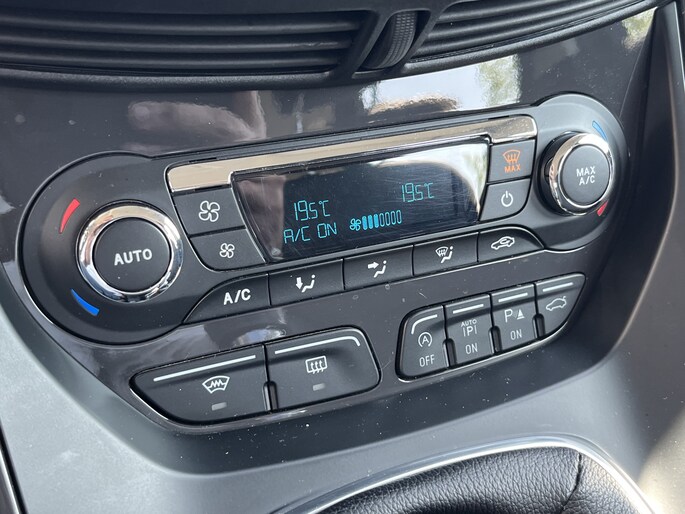 MAX
MAX
A/C
19.5°C 19.5°C
A/C ON
AUTO
A/C
A
OFF
AUTO
P
ON
P
ON